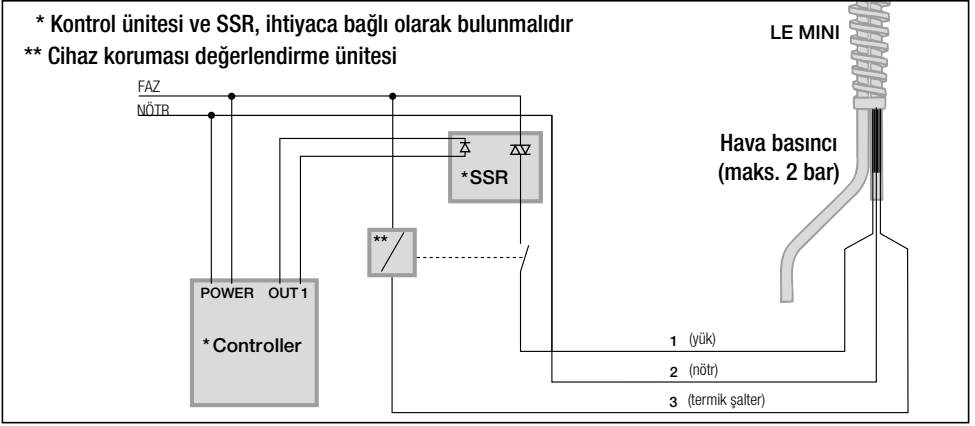 * Kontrol ünitesi ve SSR, ihtiyaca bağlı olarak bulunmalıdır
** Cihaz koruması değerlendirme ünitesi
LE MINI
FAZ
NÖTR
Hava basıncı
(maks. 2 bar)
*SSR
**
POWER OUT 1
*Controller
1 (yük)
2 (nötr)
3 (termik şalter)